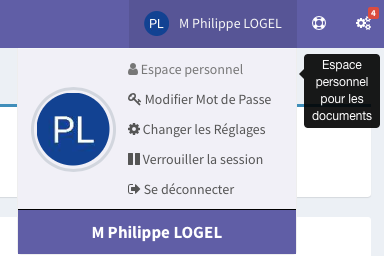 PL M Philippe LOGEL 4
Espace personnel
Modifier Mot de Passe
Changer les Réglages
Verrouiller la session
Se déconnecter
PL
M Philippe LOGEL
Espace
personnel
pour les
documents